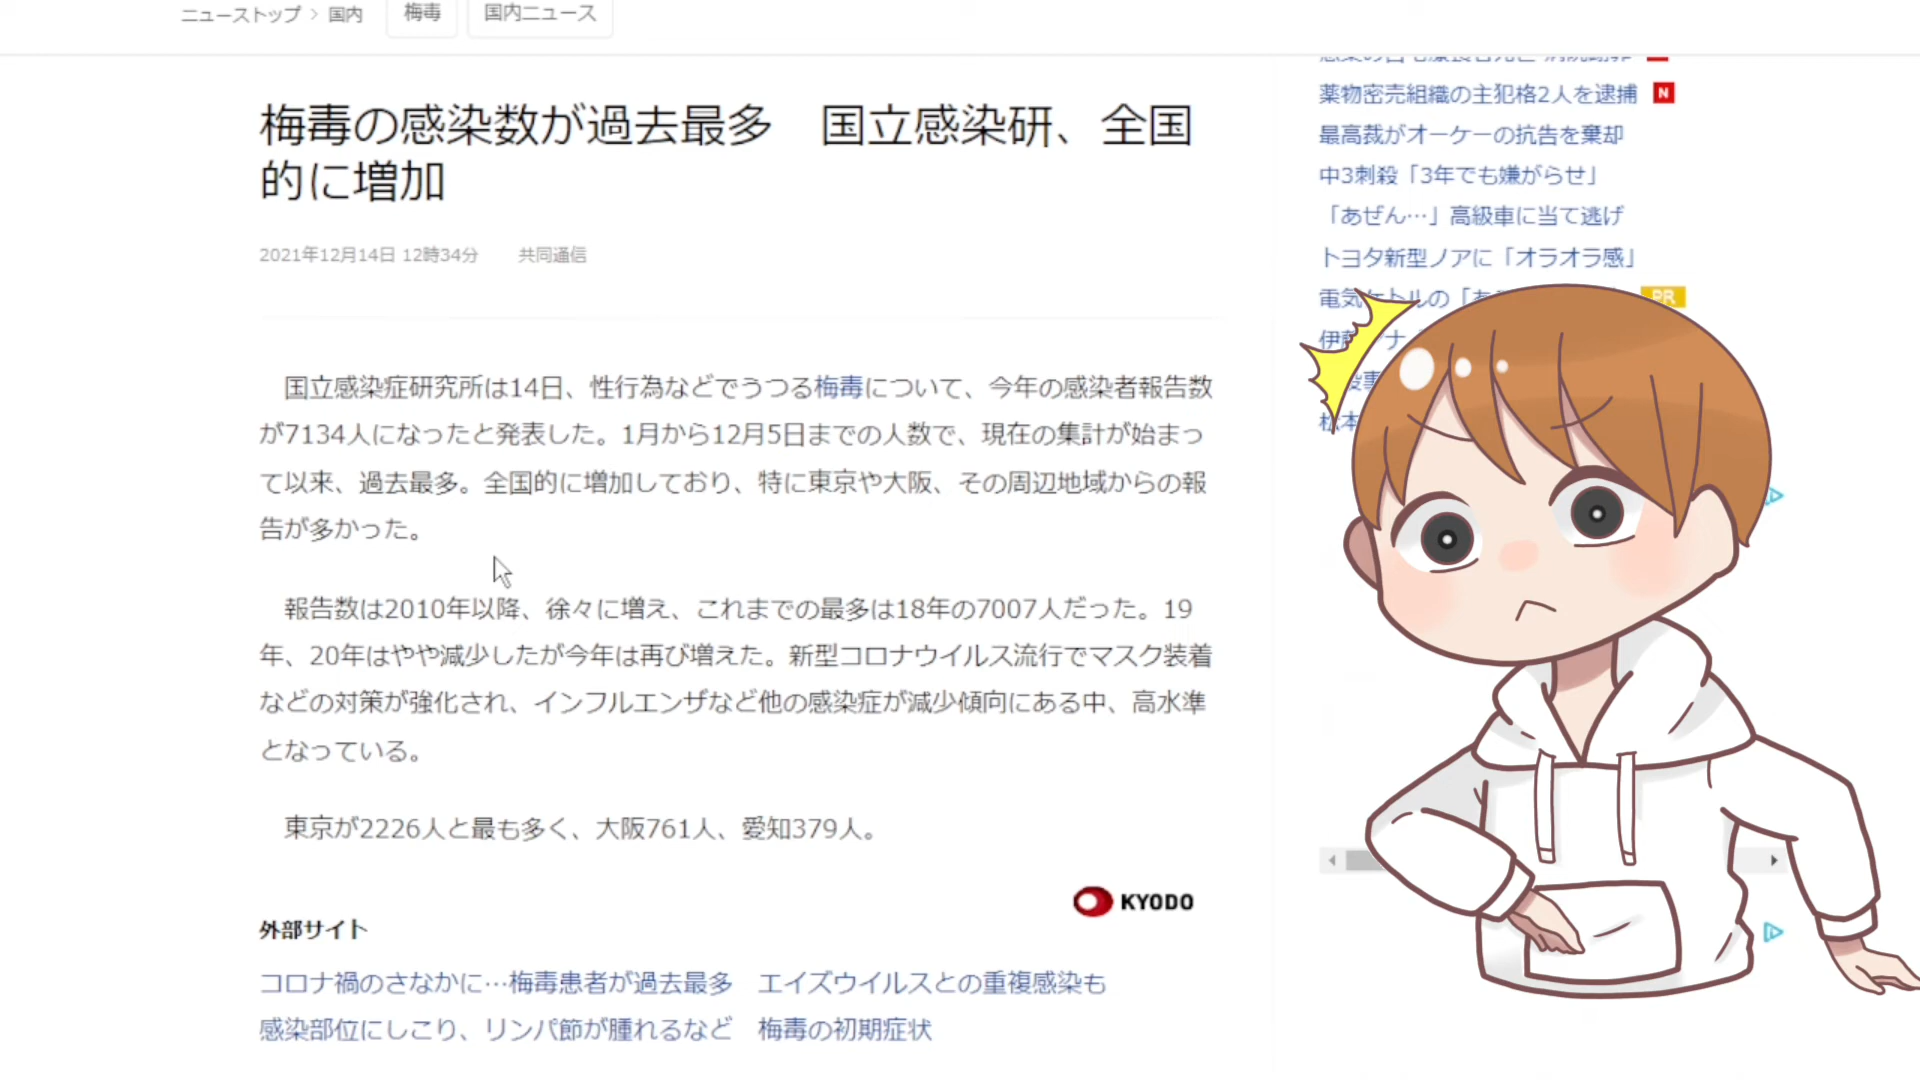 ニューストップ > 国内
梅毒
国内ニュース
梅毒の感染数が過去最多　国立感染研、全国
的に増加
2021年12月14日 12時34分　共同通信
国立感染症研究所は14日、性行為などでうつる梅毒について、今年の感染者報告数
が7134人になったと発表した。1月から12月5日までの人数で、現在の集計が始まっ
て以来、過去最多。全国的に増加しており、特に東京や大阪、その周辺地域からの報
告が多かった。
報告数は2010年以降、徐々に増え、これまでの最多は18年の7007人だった。19
年、20年はやや減少したが今年は再び増えた。新型コロナウイルス流行でマスク装着
などの対策が強化され、インフルエンザなど他の感染症が減少傾向にある中、高水準
となっている。
東京が2226人と最も多く、大阪761人、愛知379人。
KYODO
外部サイト
コロナ禍のさなかに…梅毒患者が過去最多　エイズウイルスとの重複感染も
感染部位にしこり、リンパ節が腫れるなど　梅毒の初期症状
薬物密売組織の主犯格2人を逮捕 N
最高裁がオーケーの抗告を棄却
中3刺殺「3年でも嫌がらせ」
「あぜん…」高級車に当て逃げ
トヨタ新型ノアに「オラオラ感」
電気ケトルの「あ
PR
伊
松本